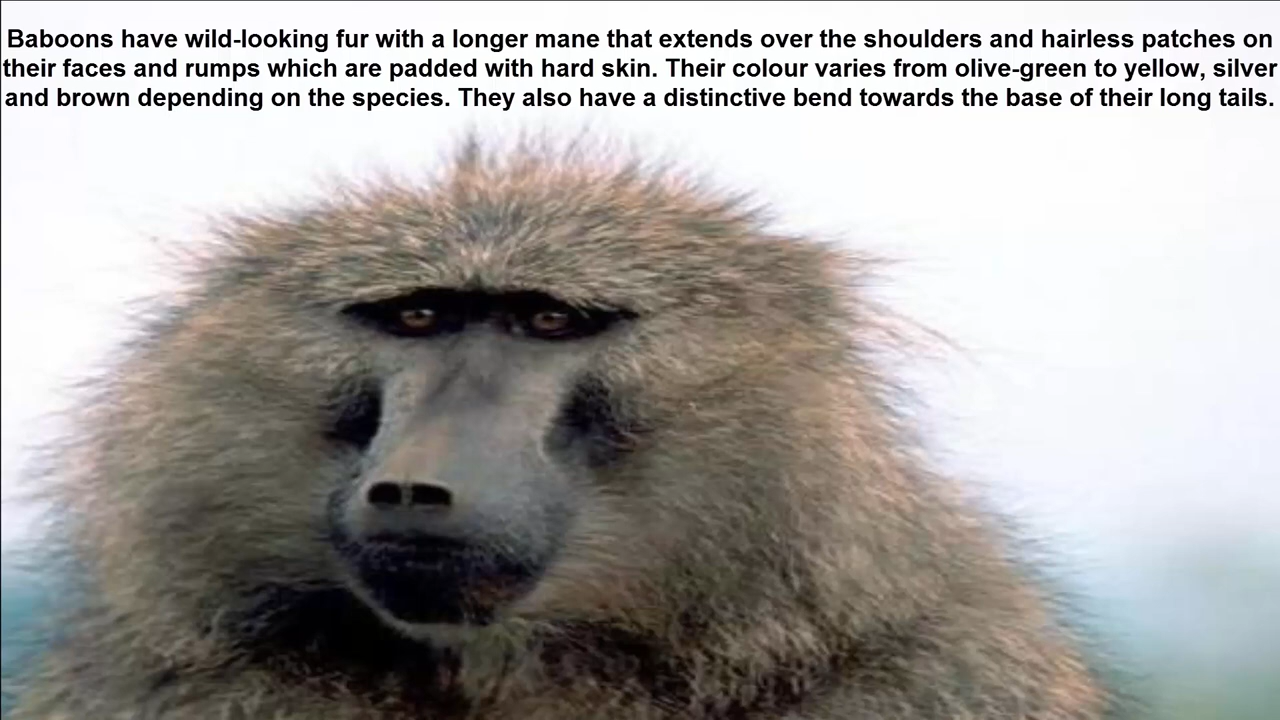 Baboons have wild-looking fur with a longer mane that extends over the shoulders and hairless patches on
their faces and rumps which are padded with hard skin. Their colour varies from olive-green to yellow, silver
and brown depending on the species. They also have a distinctive bend towards the base of their long tails.